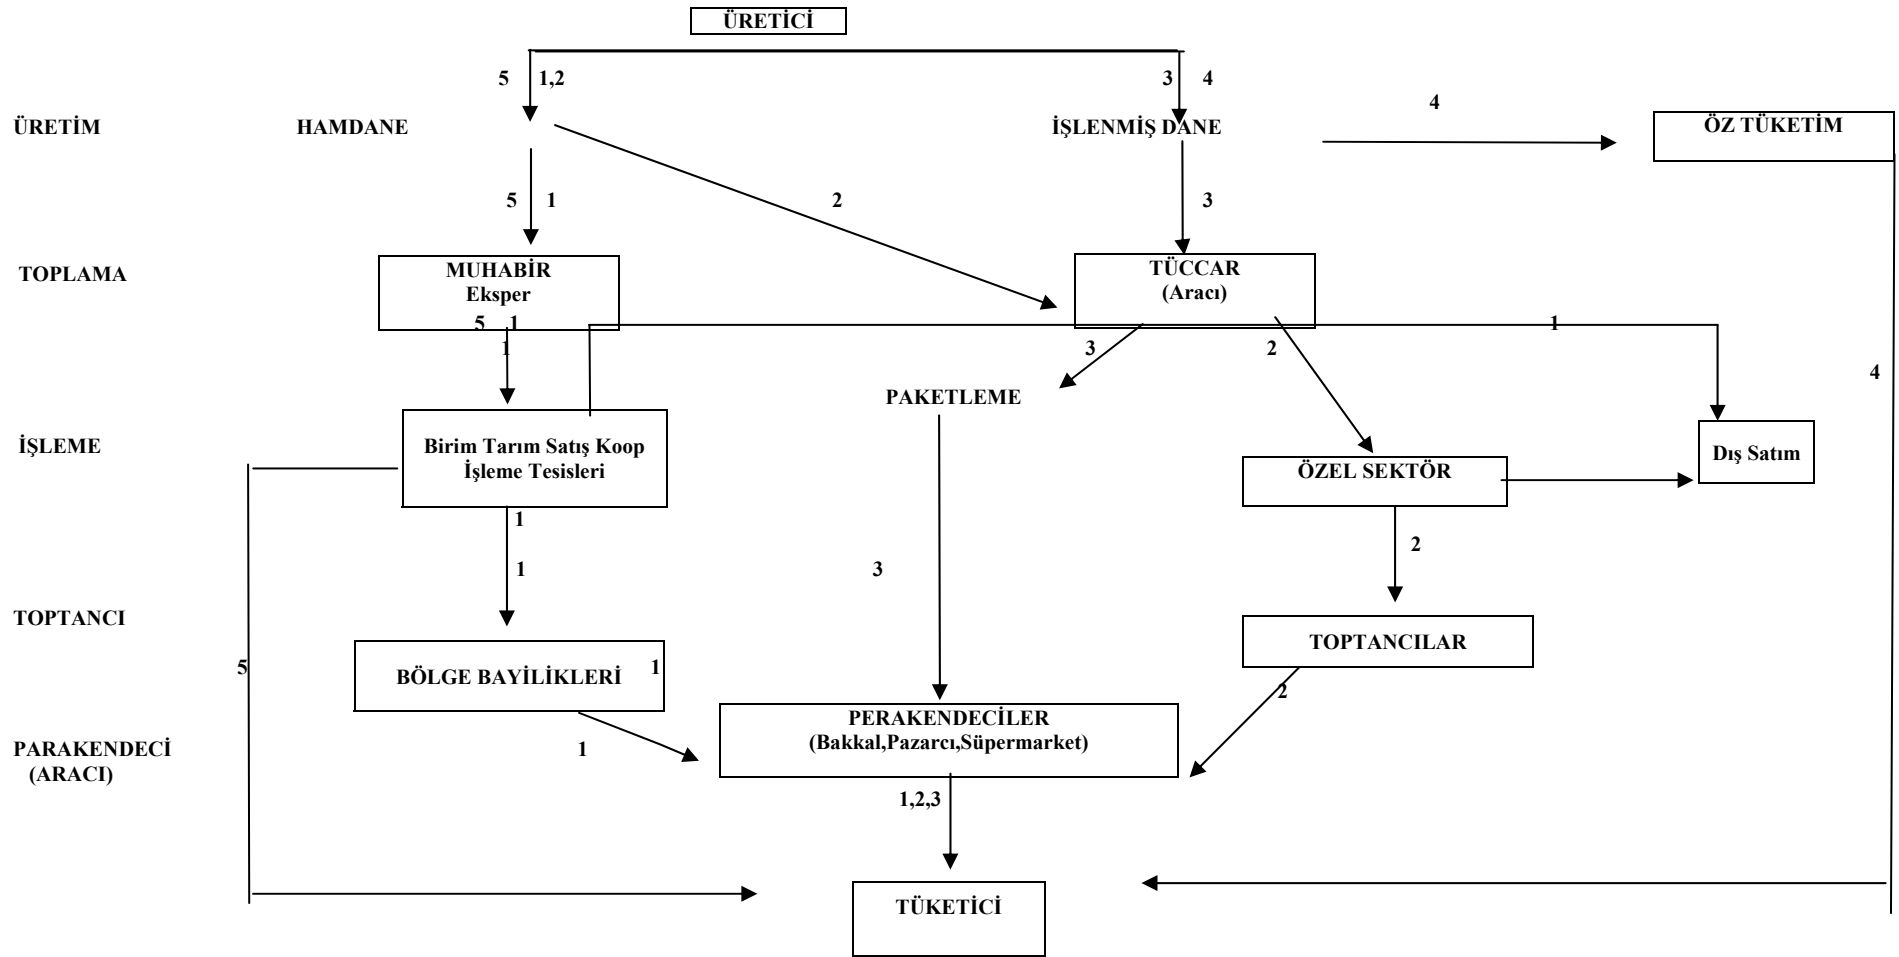 ÜRETİCİ
5 1,2 3 4
4
ÜRETİM HAMDANE İŞLENMİŞ DANE ÖZ TÜKETİM
5 1 2 3
TOPLAMA MUHABİR TÜCCAR
Eksper (Aracı)
5 1 1
1 3 2
4
PAKETLEME
İŞLEME Birim Tarım Satış Koop Dış Satım
İşleme Tesisleri ÖZEL SEKTÖR
1
2
1 3
TOPTANCI
TOPTANCILAR
5 BÖLGE BAYİLİKLERİ 1
2
PERAKENDECİLER
PARAKENDECİ 1 (Bakkal,Pazarcı,Süpermarket)
(ARACI)
1,2,3
TÜKETİCİ